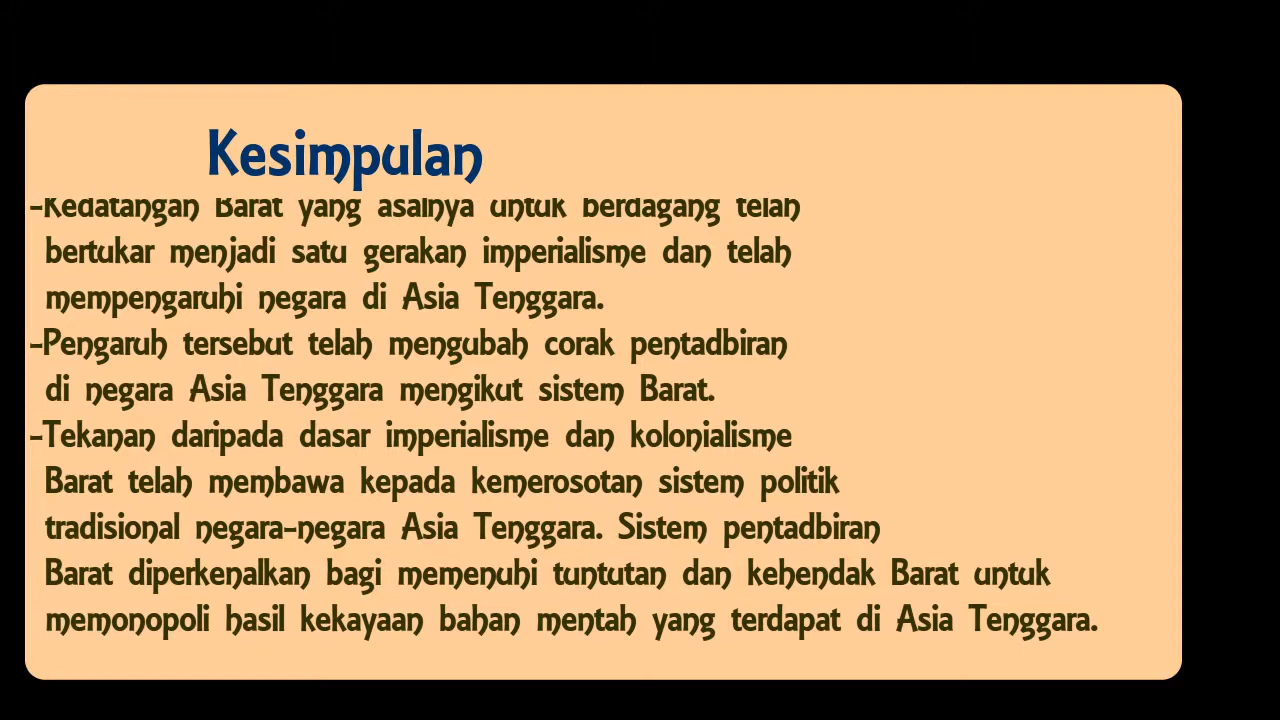 Kesimpulan
-Kedatangan Barat yang asalnya untuk berdagang telah
bertukar menjadi satu gerakan imperialisme dan telah
mempengaruhi negara di Asia Tenggara.
-Pengaruh tersebut telah mengubah corak pentadbiran
di negara Asia Tenggara mengikut sistem Barat.
-Tekanan daripada dasar imperialisme dan kolonialisme
Barat telah membawa kepada kemerosotan sistem politik
tradisional negara-negara Asia Tenggara. Sistem pentadbiran
Barat diperkenalkan bagi memenuhi tuntutan dan kehendak Barat untuk
memonopoli hasil kekayaan bahan mentah yang terdapat di Asia Tenggara.